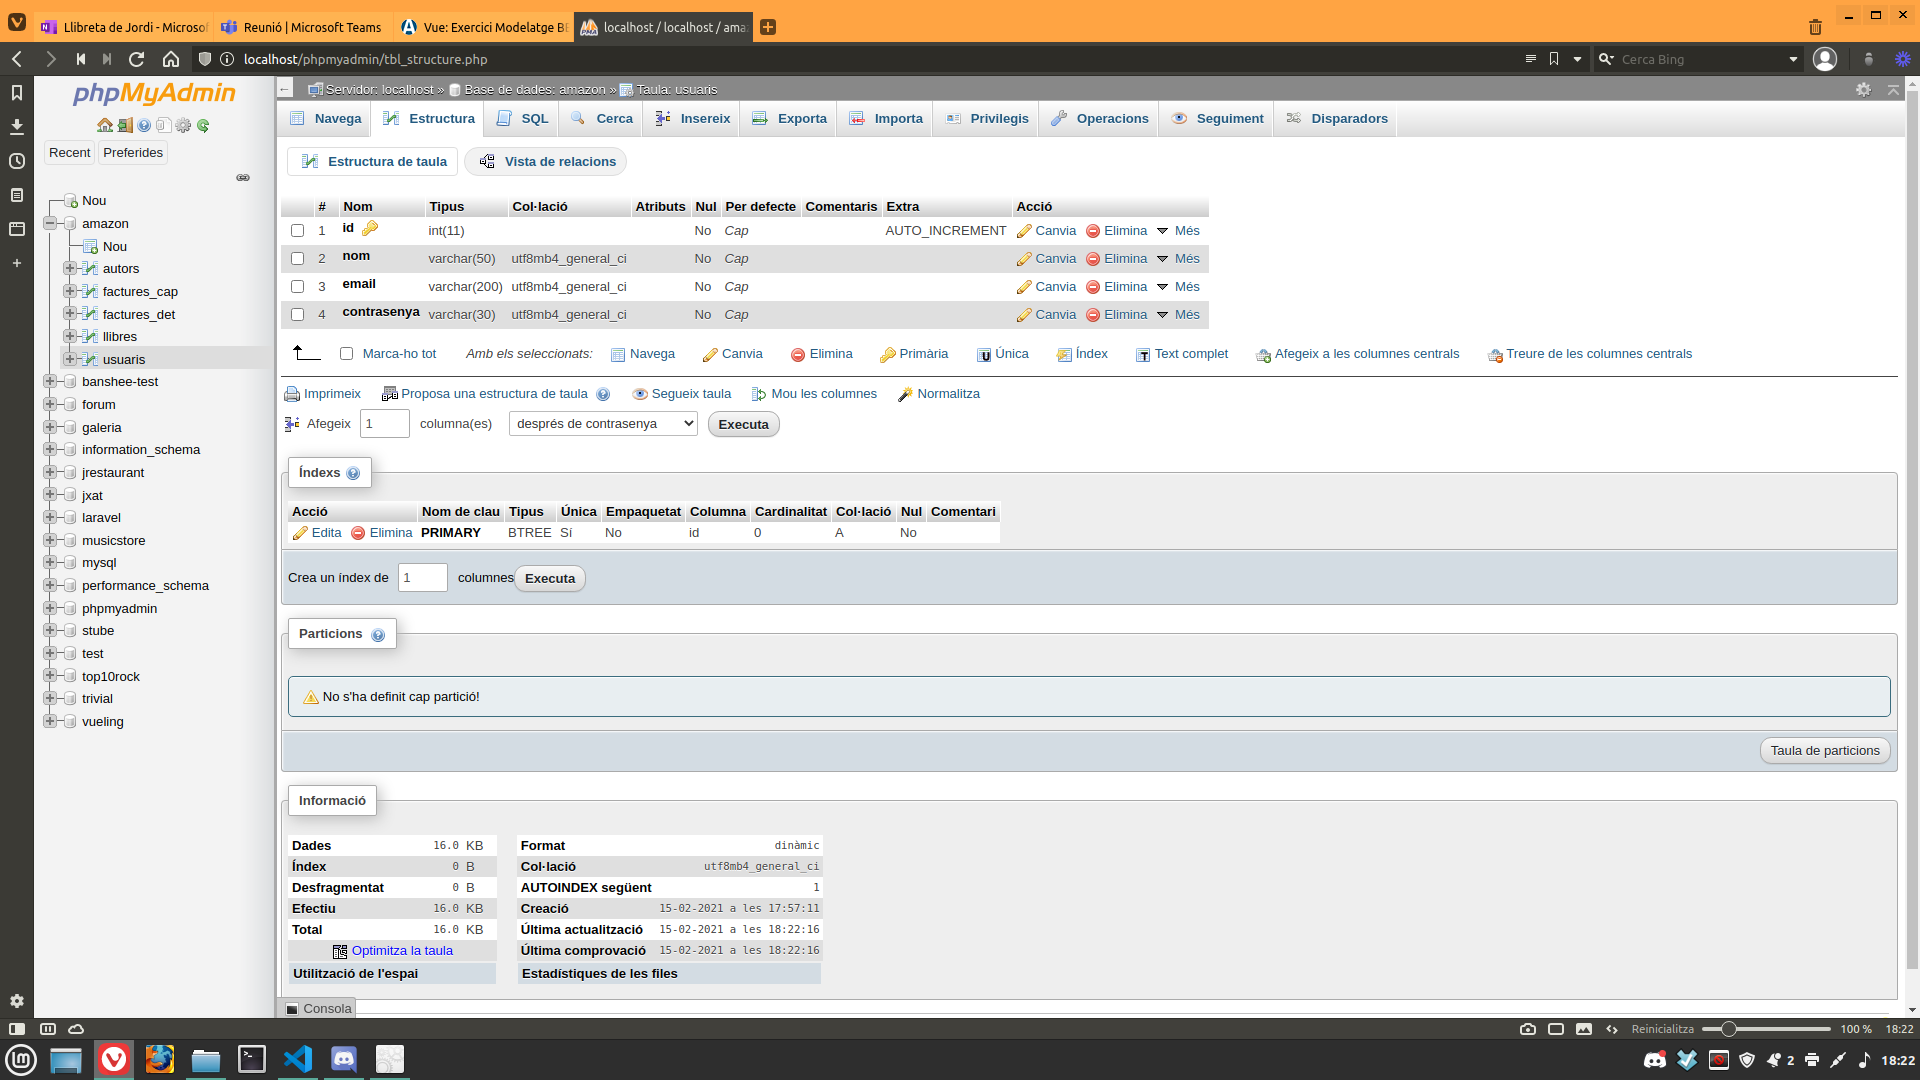 Llibreta de Jordi - Microsof
Reunió | Microsoft Teams
Vue: Exercici Modelatge BE
localhost / localhost / ama
localhost/phpmyadmin/tbl_structure.php
Cerca Bing
phpMyAdmin
Recent
Preferides
Nou
amazon
Nou
autors
factures_cap
factures_det
llibres
usuaris
banshee-test
forum
galeria
information_schema
jrestaurant
jxat
laravel
musicstore
mysql
performance_schema
phpmyadmin
stube
test
top10rock
trivial
vueling
Servidor: localhost » Base de dades: amazon » Taula: usuaris
Navega Estructura SQL Cerca Insereix Exporta Importa Privilegis Operacions Seguiment Disparadors
Estructura de taula Vista de relacions
# Nom Tipus Col·lació Atributs Nul Per defecte Comentaris Extra Acció
1 id int(11) No Cap AUTO_INCREMENT Canvia Elimina Més
2 nom varchar(50) utf8mb4_general_ci No Cap Canvia Elimina Més
3 email varchar(200) utf8mb4_general_ci No Cap Canvia Elimina Més
4 contrasenya varchar(30) utf8mb4_general_ci No Cap Canvia Elimina Més
Marca-ho tot Amb els seleccionats: Navega Canvia Elimina Primària Única Índex Text complet Afegeix a les columnes centrals Treure de les columnes centrals
Imprimeix Proposa una estructura de taula Segueix taula Mou les columnes Normalitza
Afegeix 1 columna(es) després de contrasenya Executa
Índexs
Acció Nom de clau Tipus Única Empaquetat Columna Cardinalitat Col·lació Nul Comentari
Edita Elimina PRIMARY BTREE Sí No id 0 A No
Crea un índex de 1 columnes Executa
Particions
No s'ha definit cap partició!
Taula de particions
Informació
Dades 16.0 KB
Índex 0 B
Desfragmentat 0 B
Efectiu 16.0 KB
Total 16.0 KB
Optimitza la taula
Utilització de l'espai
Format dinàmic
Col·lació utf8mb4_general_ci
AUTOINDEX següent 1
Creació 15-02-2021 a les 17:57:11
Última actualització 15-02-2021 a les 18:22:16
Última comprovació 15-02-2021 a les 18:22:16
Estadístiques de les files
Consola
Reinicialitza 100 % 18:22
2 18:22